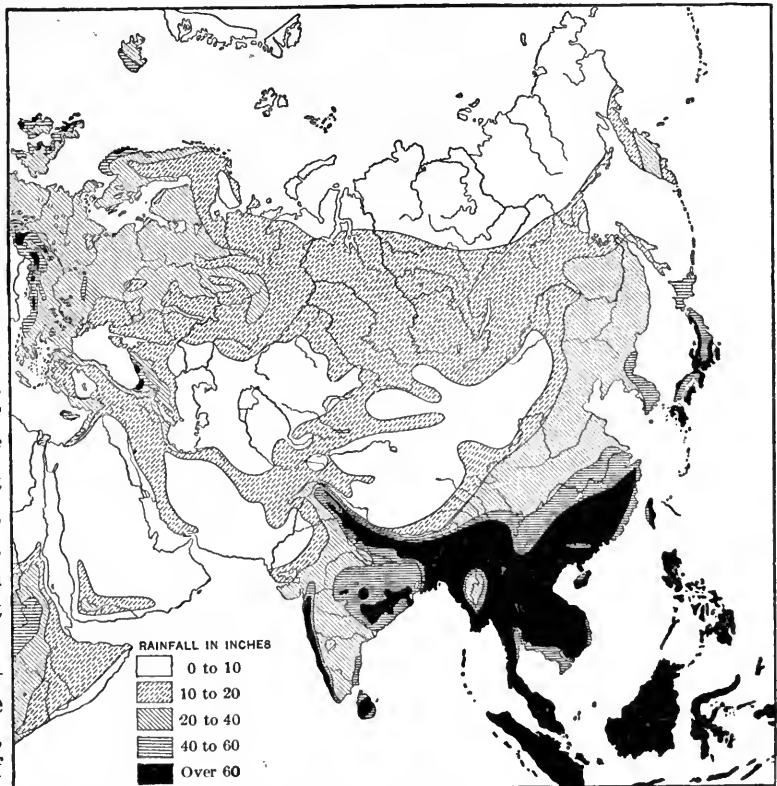 RAINFALL IN INCHES
0 to 10
10 to 20
20 to 40
40 to 60
Over 60